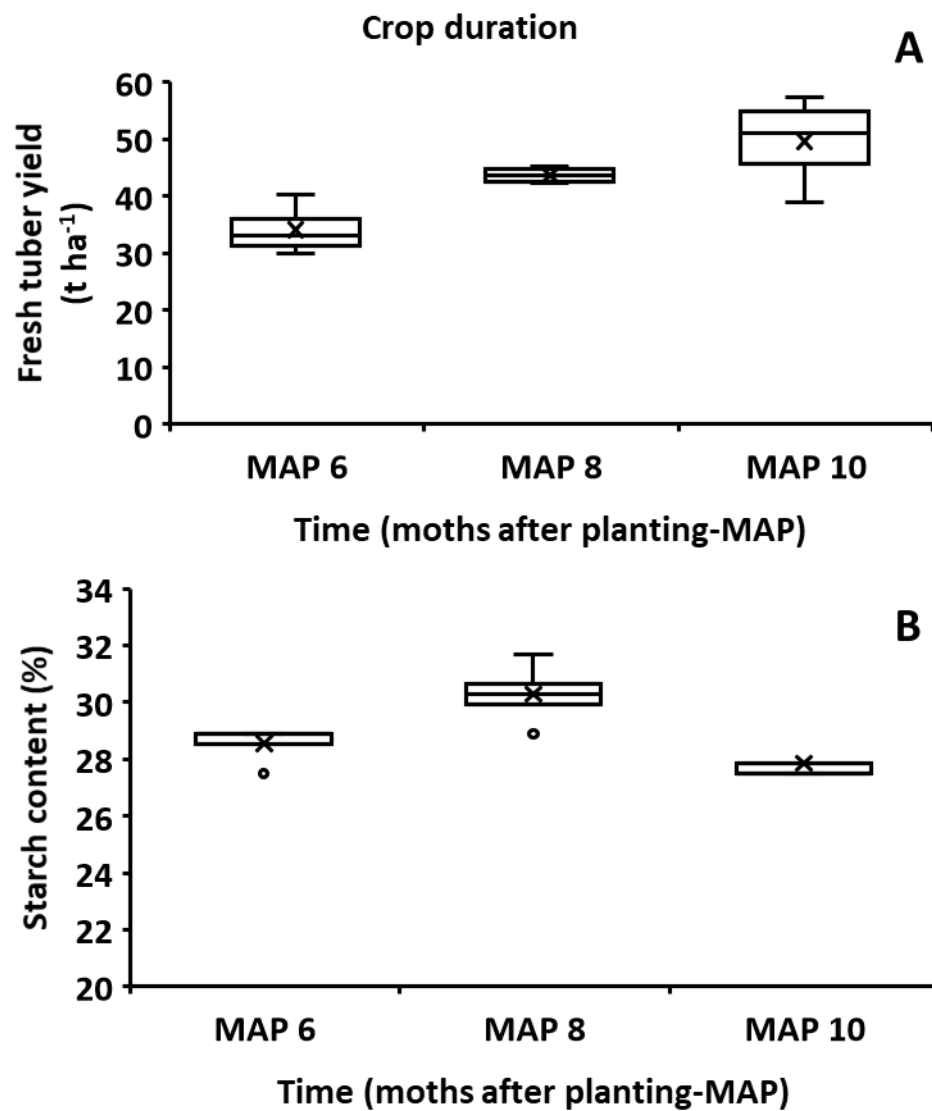 Crop duration
A
Fresh tuber yield
(t ha⁻¹)
60
50
40
30
20
10
0
MAP 6 MAP 8 MAP 10
Time (moths after planting-MAP)
B
Starch content (%)
34
32
30
28
26
24
22
20
MAP 6 MAP 8 MAP 10
Time (moths after planting-MAP)